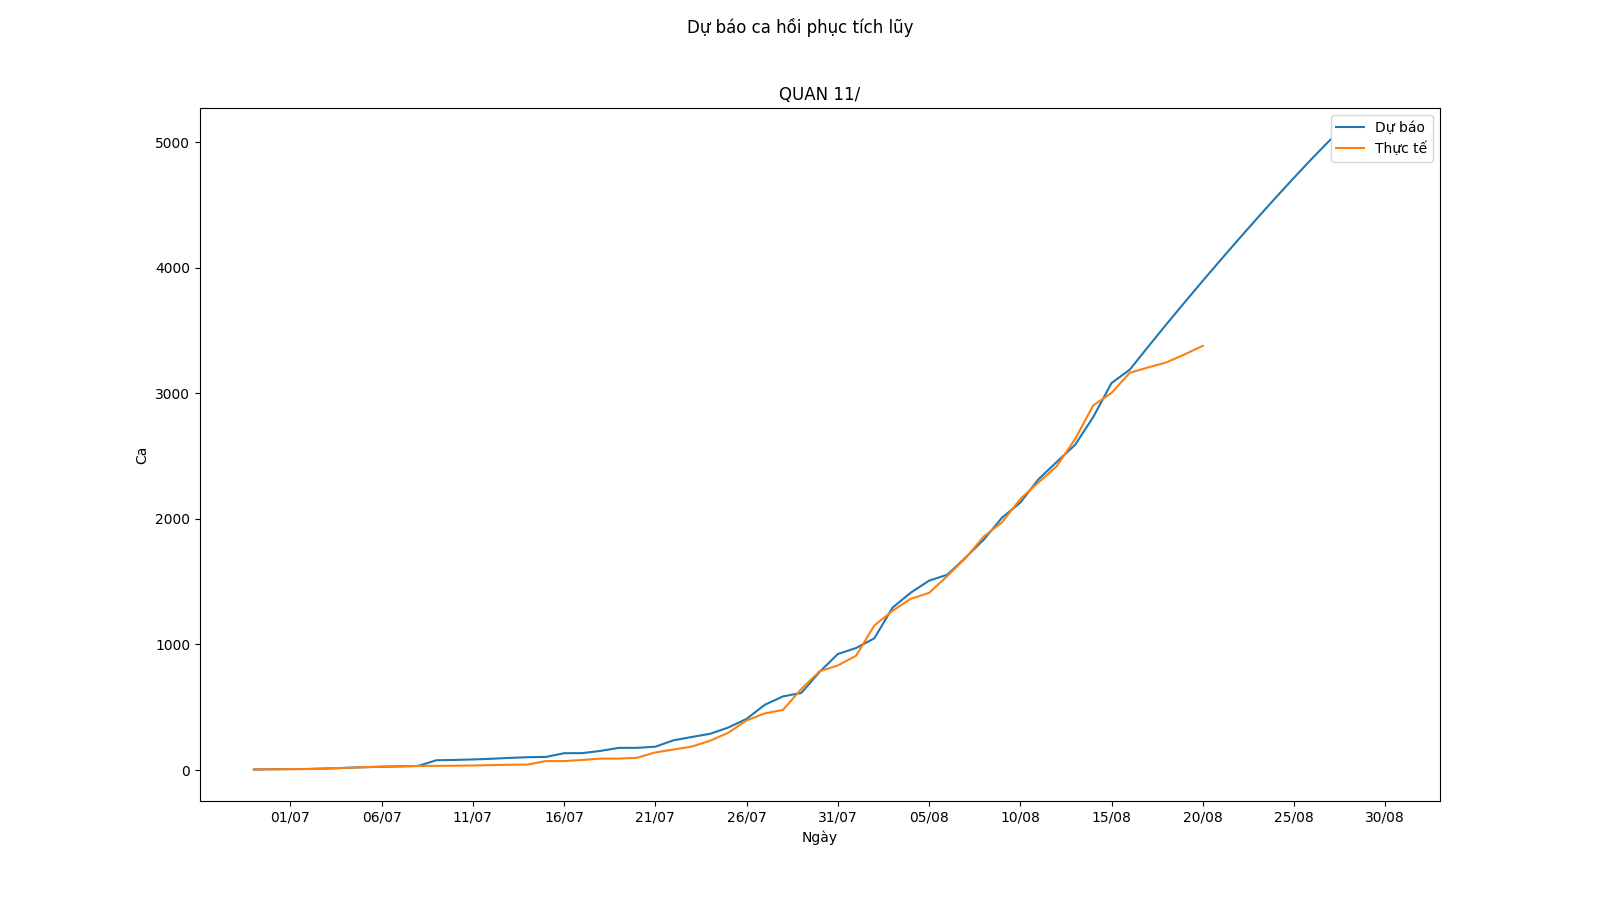 Dự báo ca hồi phục tích lũy
QUAN 11/
Dự báo
Thực tế
5000
4000
3000
2000
1000
0
Ca
01/07 06/07 11/07 16/07 21/07 26/07 31/07 05/08 10/08 15/08 20/08 25/08 30/08
Ngày